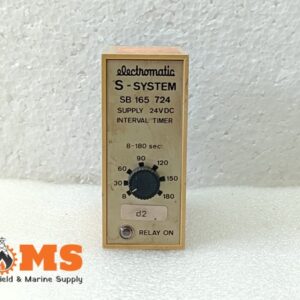 electromatic
S-SYSTEM
SB 165 724
SUPPLY 24VDC
INTERVAL TIMER
8-180 sec.
90
60 120
30 150
8 180
d2
RELAY ON
OMS
field & Marine Supply